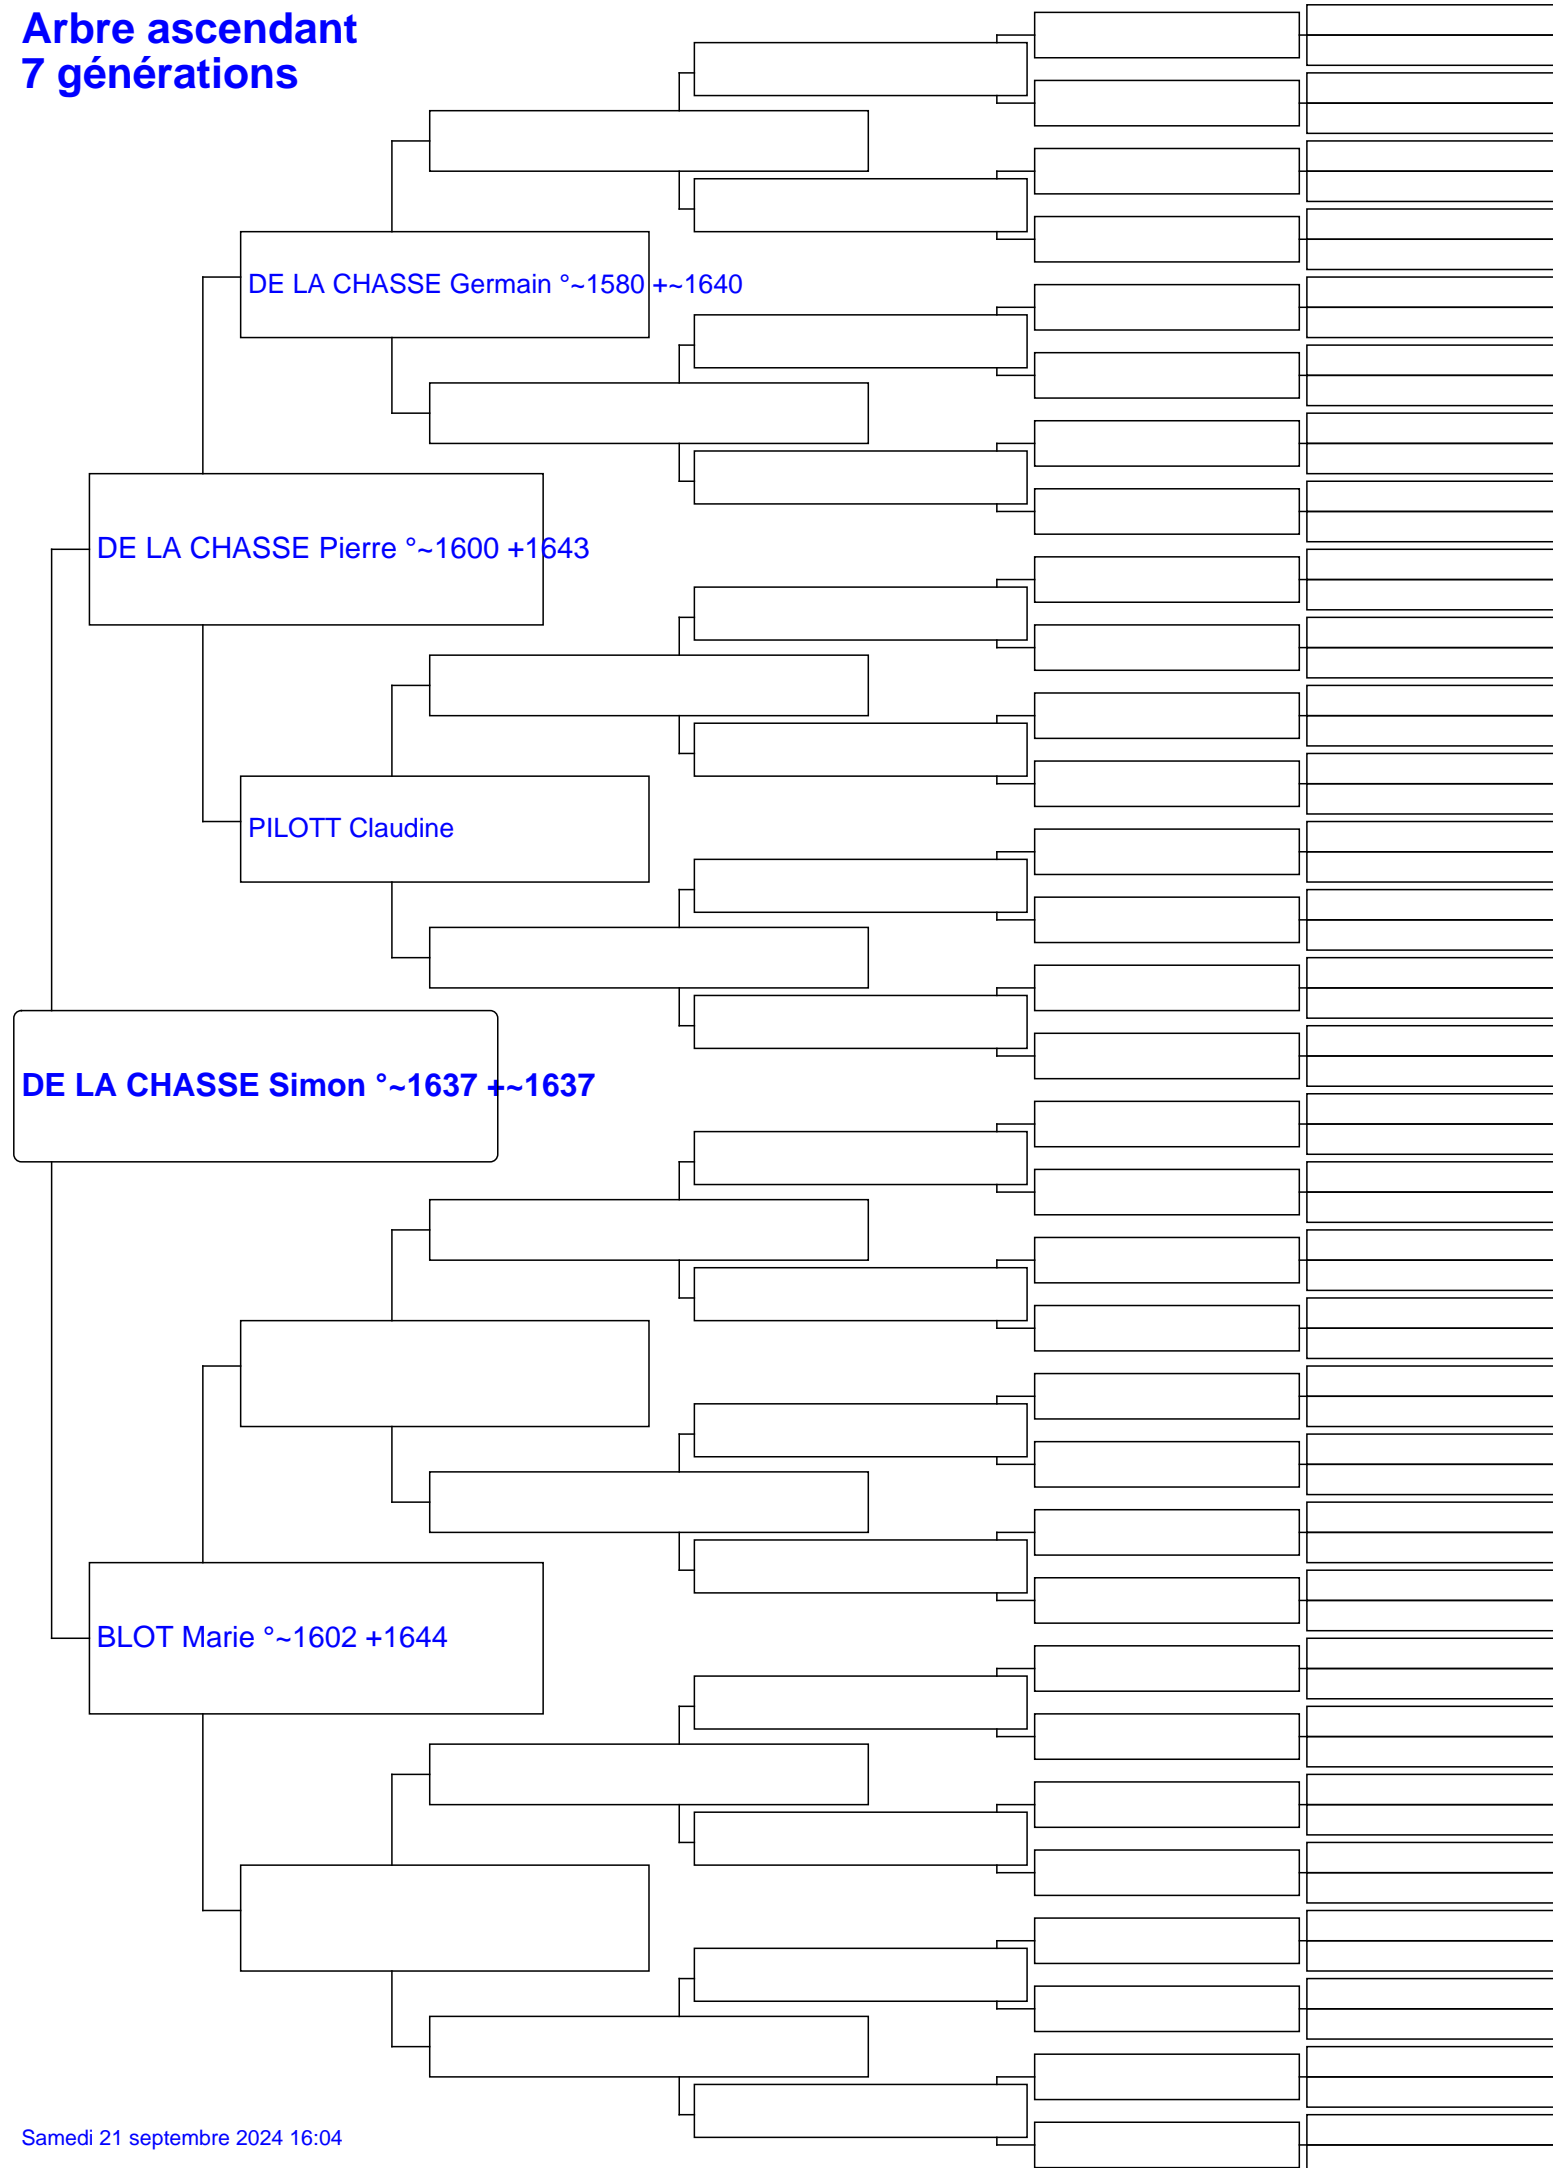 Arbre ascendant
7 générations
DE LA CHASSE Germain °~1580 +~1640
DE LA CHASSE Pierre °~1600 +1643
PILOTT Claudine
DE LA CHASSE Simon °~1637 +~1637
BLOT Marie °~1602 +1644
Samedi 21 septembre 2024 16:04